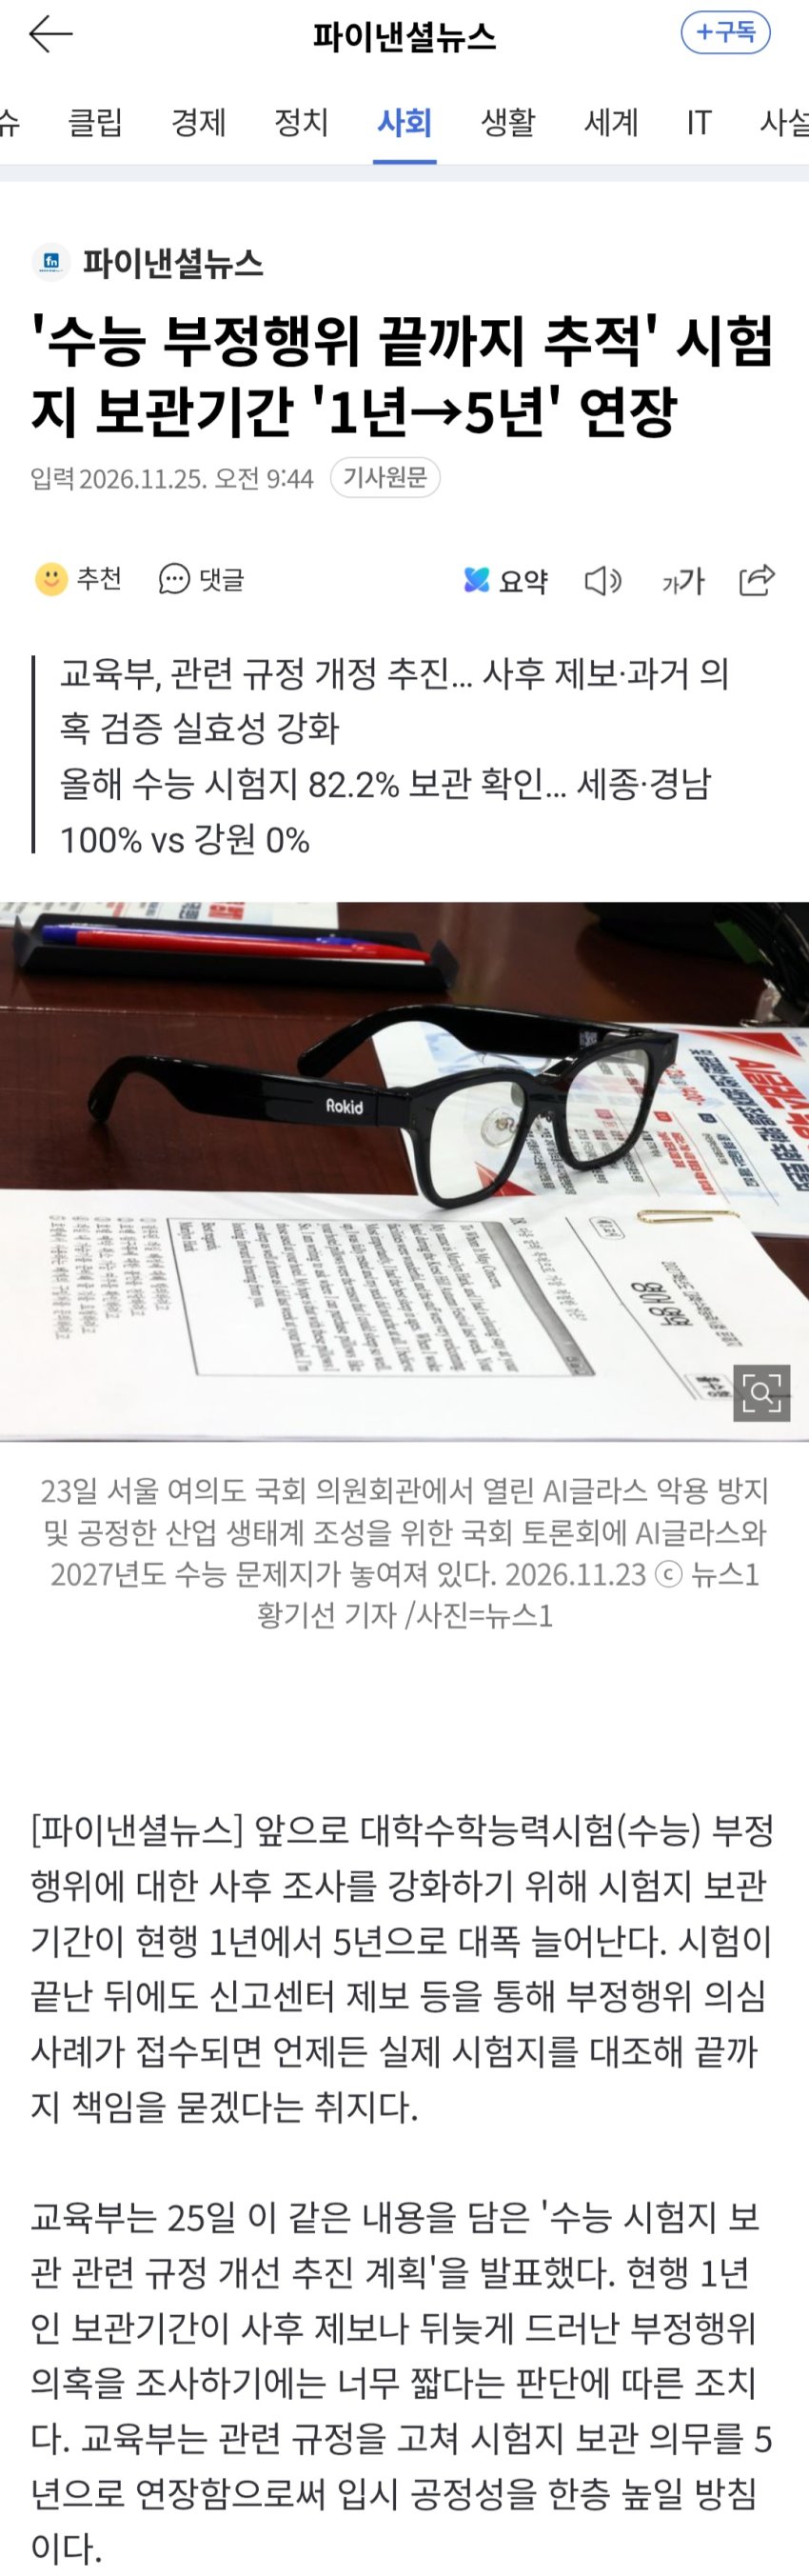 파이낸셜뉴스
+구독
슈 클립 경제 정치 사회 생활 세계 IT 사설
fn 파이낸셜뉴스
'수능 부정행위 끝까지 추적' 시험
지 보관기간 '1년→5년' 연장
입력 2026.11.25. 오전 9:44 기사원문
추천 댓글 요약 가가
교육부, 관련 규정 개정 추진… 사후 제보·과거 의
혹 검증 실효성 강화
올해 수능 시험지 82.2% 보관 확인… 세종·경남
100% vs 강원 0%
Rokid
영어 영역
23일 서울 여의도 국회 의원회관에서 열린 AI글라스 악용 방지
및 공정한 산업 생태계 조성을 위한 국회 토론회에 AI글라스와
2027년도 수능 문제지가 놓여져 있다. 2026.11.23 ⓒ 뉴스1
황기선 기자 /사진=뉴스1
[파이낸셜뉴스] 앞으로 대학수학능력시험(수능) 부정
행위에 대한 사후 조사를 강화하기 위해 시험지 보관
기간이 현행 1년에서 5년으로 대폭 늘어난다. 시험이
끝난 뒤에도 신고센터 제보 등을 통해 부정행위 의심
사례가 접수되면 언제든 실제 시험지를 대조해 끝까
지 책임을 묻겠다는 취지다.
교육부는 25일 이 같은 내용을 담은 '수능 시험지 보
관 관련 규정 개선 추진 계획'을 발표했다. 현행 1년
인 보관기간이 사후 제보나 뒤늦게 드러난 부정행위
의혹을 조사하기에는 너무 짧다는 판단에 따른 조치
다. 교육부는 관련 규정을 고쳐 시험지 보관 의무를 5
년으로 연장함으로써 입시 공정성을 한층 높일 방침
이다.